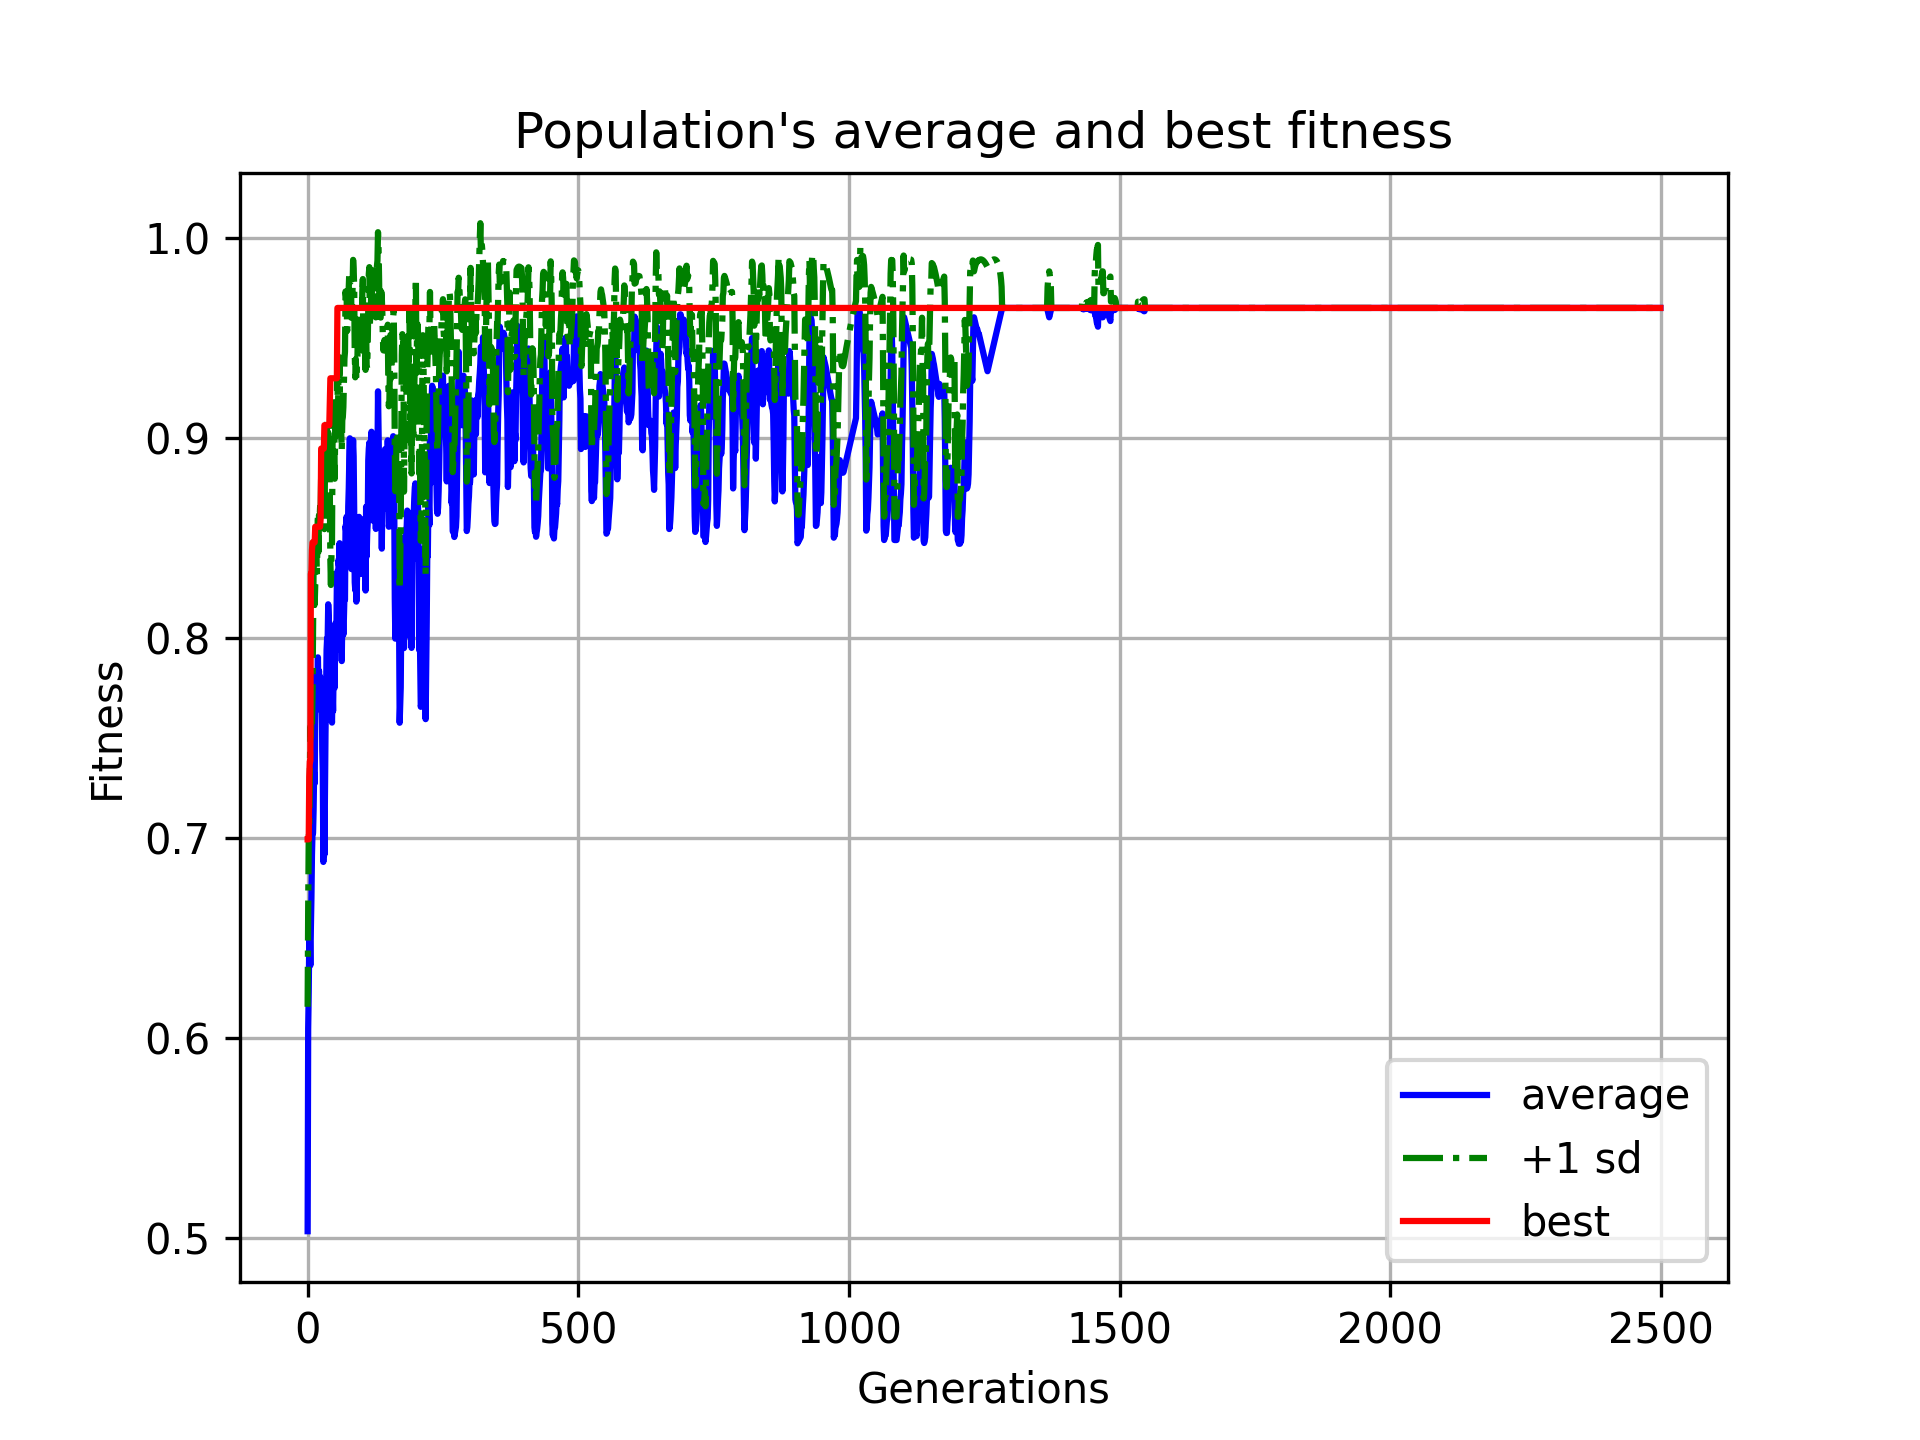 Population's average and best fitness
1.0
0.9
0.8
0.7
0.6
0.5
Fitness
average
+1 sd
best
0 500 1000 1500 2000 2500
Generations